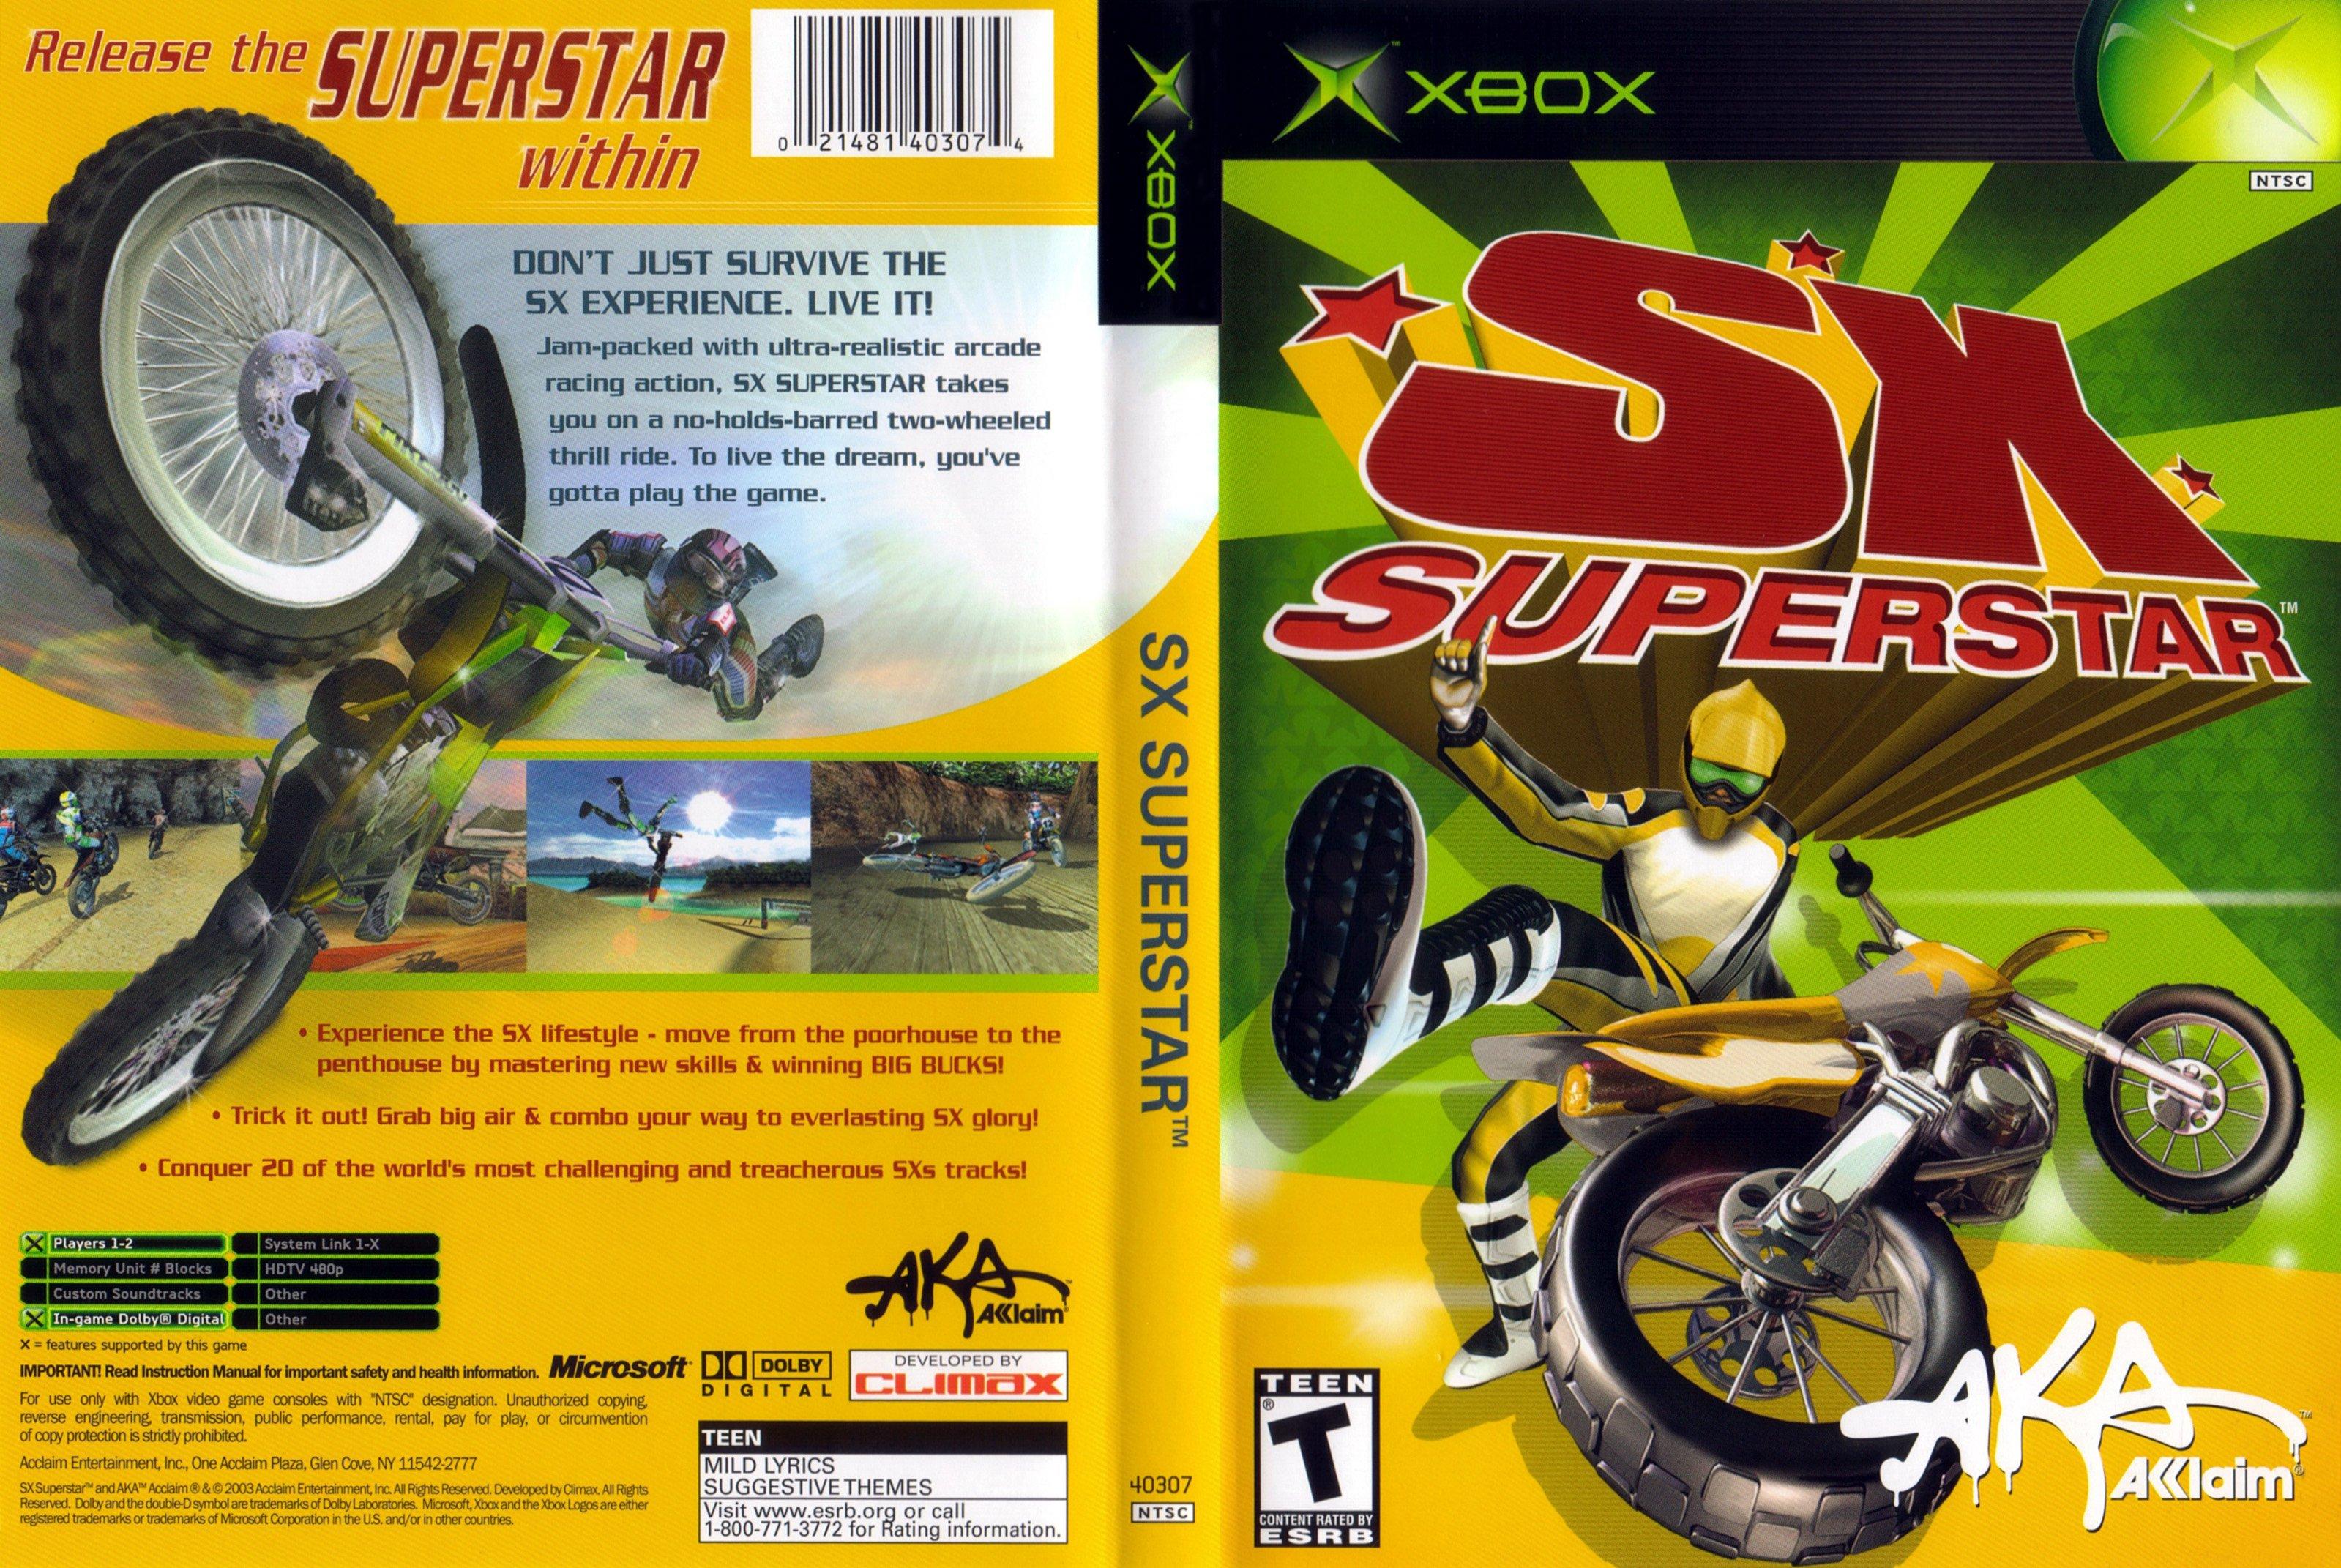 Release the SUPERSTAR
within
0 21481 40307 4
DON'T JUST SURVIVE THE
SX EXPERIENCE. LIVE IT!
Jam-packed with ultra-realistic arcade
racing action, SX SUPERSTAR takes
you on a no-holds-barred two-wheeled
thrill ride. To live the dream, you've
gotta play the game.
• Experience the SX lifestyle - move from the poorhouse to the
penthouse by mastering new skills & winning BIG BUCKS!
• Trick it out! Grab big air & combo your way to everlasting SX glory!
• Conquer 20 of the world's most challenging and treacherous SXs tracks!
X Players 1-2
System Link 1-X
Memory Unit # Blocks
HDTV 480p
Custom Soundtracks
Other
X In-game Dolby® Digital
Other
X = features supported by this game
IMPORTANT! Read Instruction Manual for important safety and health information.
Microsoft®
DOLBY
DIGITAL
AKA™
Acclaim®
DEVELOPED BY
CLIMAX
For use only with Xbox video game consoles with "NTSC" designation. Unauthorized copying,
reverse engineering, transmission, public performance, rental, pay for play, or circumvention
of copy protection is strictly prohibited.
Acclaim Entertainment, Inc., One Acclaim Plaza, Glen Cove, NY 11542-2777
SX Superstar™ and AKA™ Acclaim ® & © 2003 Acclaim Entertainment, Inc. All Rights Reserved. Developed by Climax. All Rights
Reserved. Dolby and the double-D symbol are trademarks of Dolby Laboratories. Microsoft, Xbox and the Xbox Logos are either
registered trademarks or trademarks of Microsoft Corporation in the U.S. and/or in other countries.
TEEN
MILD LYRICS
SUGGESTIVE THEMES
Visit www.esrb.org or call
1-800-771-3772 for Rating information.
XBOX
SX SUPERSTAR™
40307
NTSC
™
XBOX
NTSC
SX
SUPERSTAR™
TEEN
T®
CONTENT RATED BY
ESRB
AKA™
Acclaim®